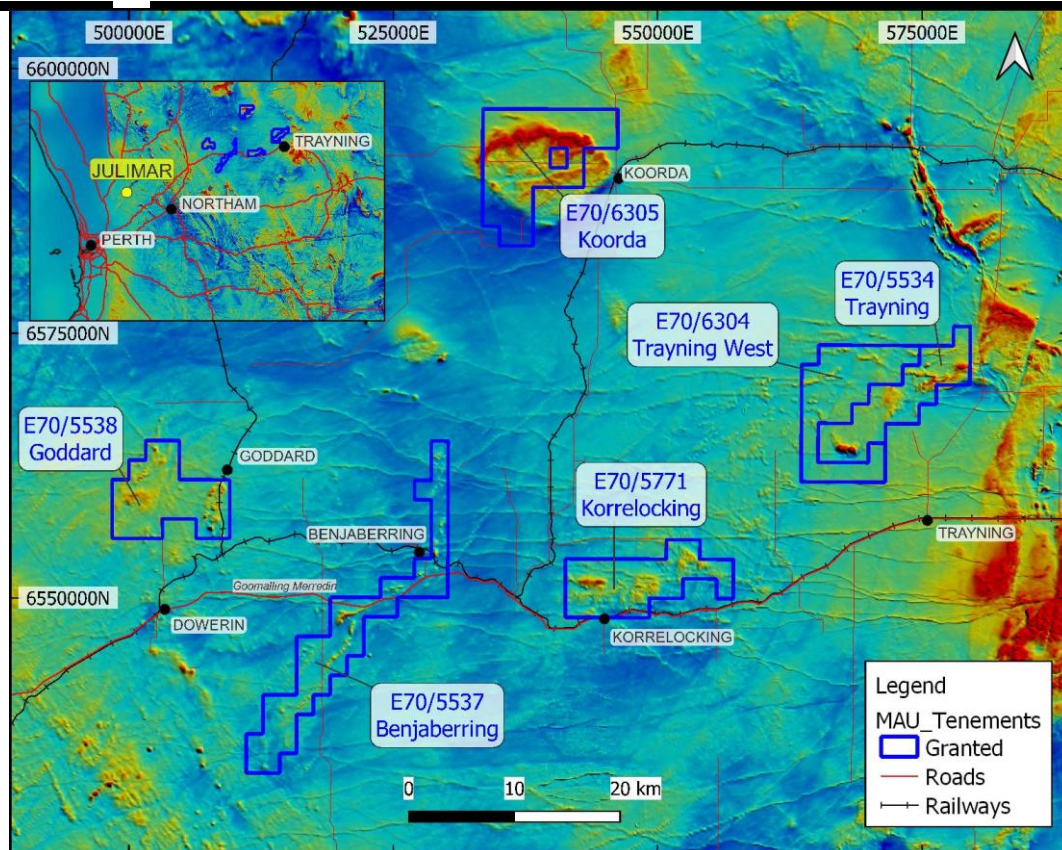 500000E
525000E
550000E
575000E
6600000N
6575000N
6550000N
TRAYNING
JULIMAR
NORTHAM
PERTH
KOORDA
E70/6305
Koorda
E70/5534
Trayning
E70/6304
Trayning West
E70/5538
Goddard
GODDARD
E70/5771
Korrelocking
BENJABERRING
TRAYNING
Goomalling Merredin
DOWERIN
KORRELOCKING
E70/5537
Benjaberring
Legend
MAU_Tenements
Granted
Roads
Railways
0 10 20 km